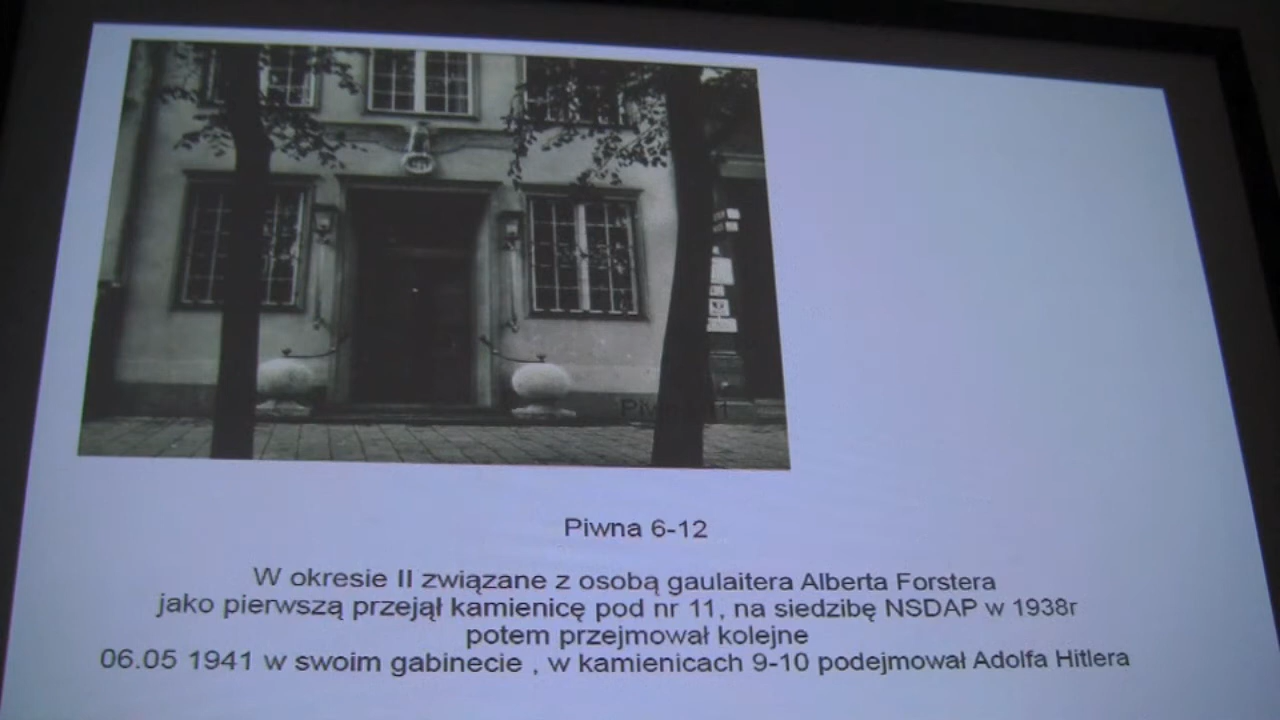 Piwna 6-12
W okresie II związane z osobą gaulaitera Alberta Forstera
jako pierwszą przejął kamienicę pod nr 11, na siedzibę NSDAP w 1938r
potem przejmował kolejne
06.05 1941 w swoim gabinecie , w kamienicach 9-10 podejmował Adolfa Hitlera